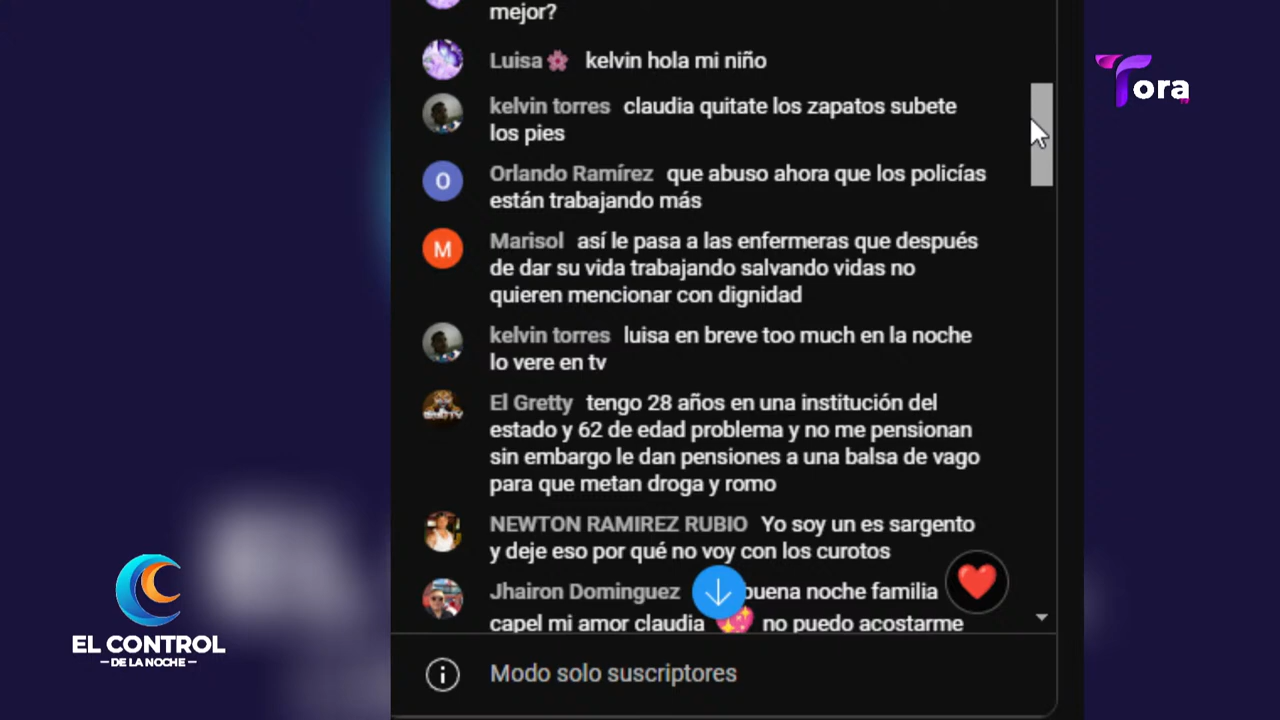 mejor?
Luisa🌸 kelvin hola mi niño
kelvin torres claudia quitate los zapatos subete
los pies
O
Orlando Ramírez que abuso ahora que los policías
están trabajando más
M
Marisol así le pasa a las enfermeras que después
de dar su vida trabajando salvando vidas no
quieren mencionar con dignidad
kelvin torres luisa en breve too much en la noche
lo vere en tv
El Gretty tengo 28 años en una institución del
estado y 62 de edad problema y no me pensionan
sin embargo le dan pensiones a una balsa de vago
para que metan droga y romo
NEWTON RAMIREZ RUBIO Yo soy un es sargento
y deje eso por qué no voy con los curotos
Jhairon Dominguez buena noche familia
capel mi amor claudia 💖 no puedo acostarme
Modo solo suscriptores
Tora
EL CONTROL
DE LA NOCHE